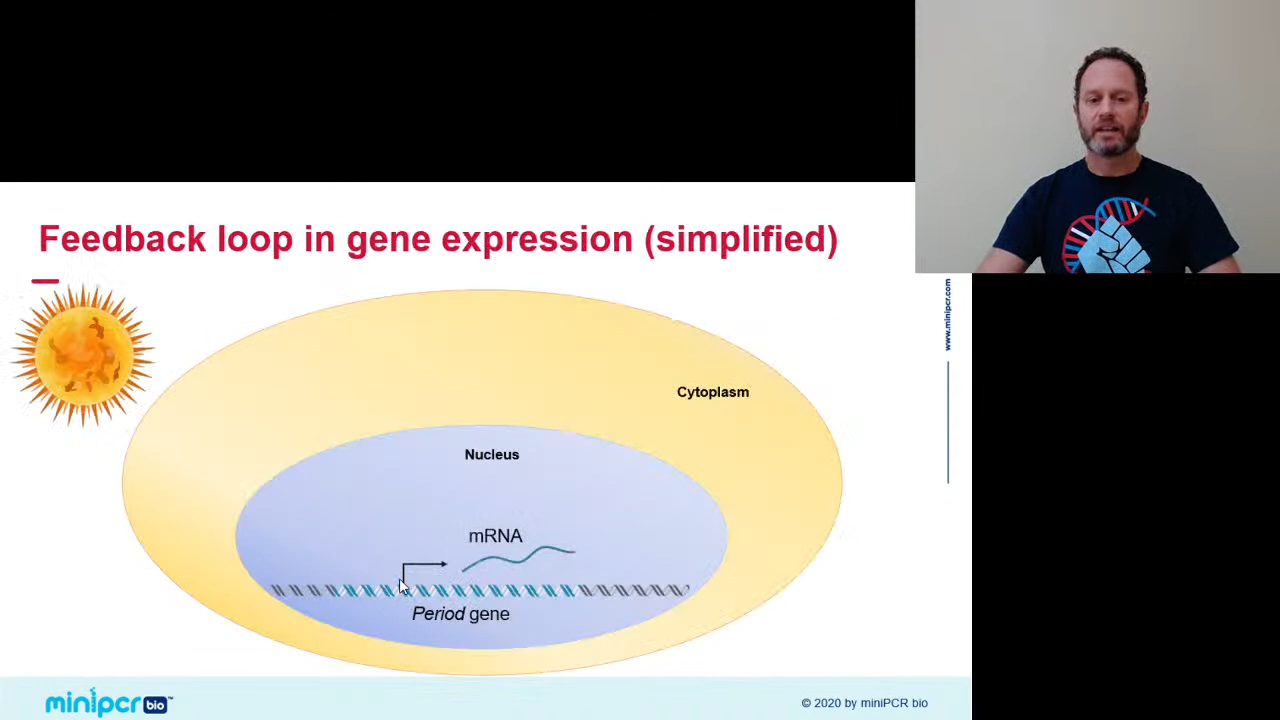 Feedback loop in gene expression (simplified)
www.minipcr.com
Cytoplasm
Nucleus
mRNA
Period gene
minipcr bio™
© 2020 by miniPCR bio